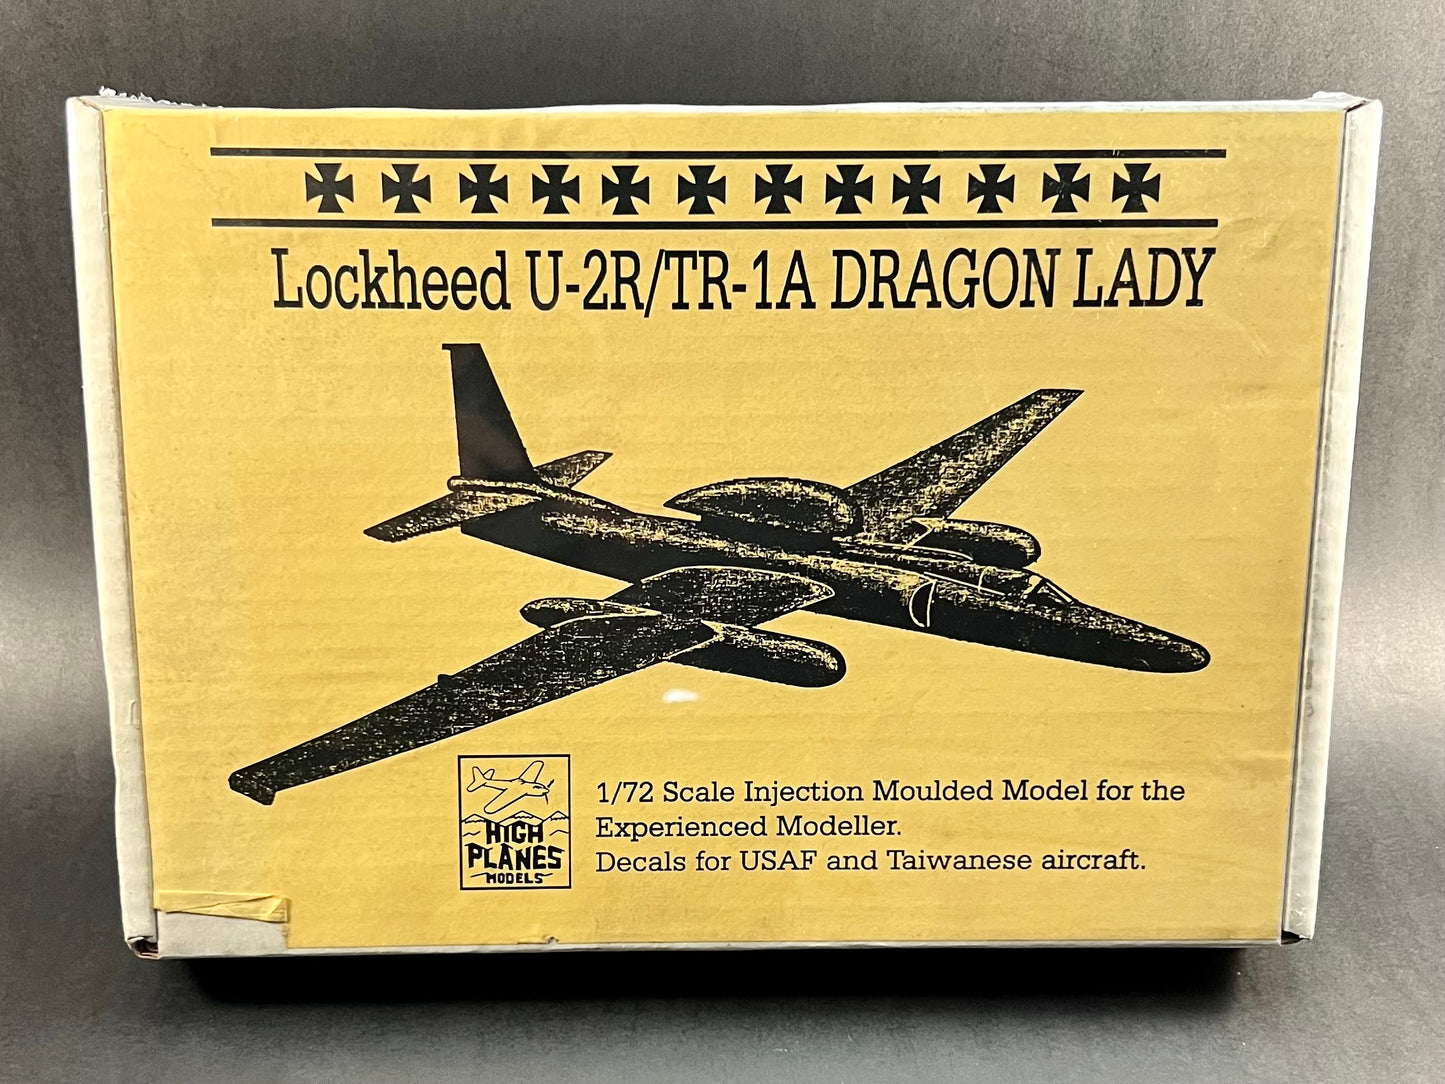 Lockheed U-2R/TR-1A DRAGON LADY
HIGH
PLANES
MODELS
1/72 Scale Injection Moulded Model for the
Experienced Modeller.
Decals for USAF and Taiwanese aircraft.